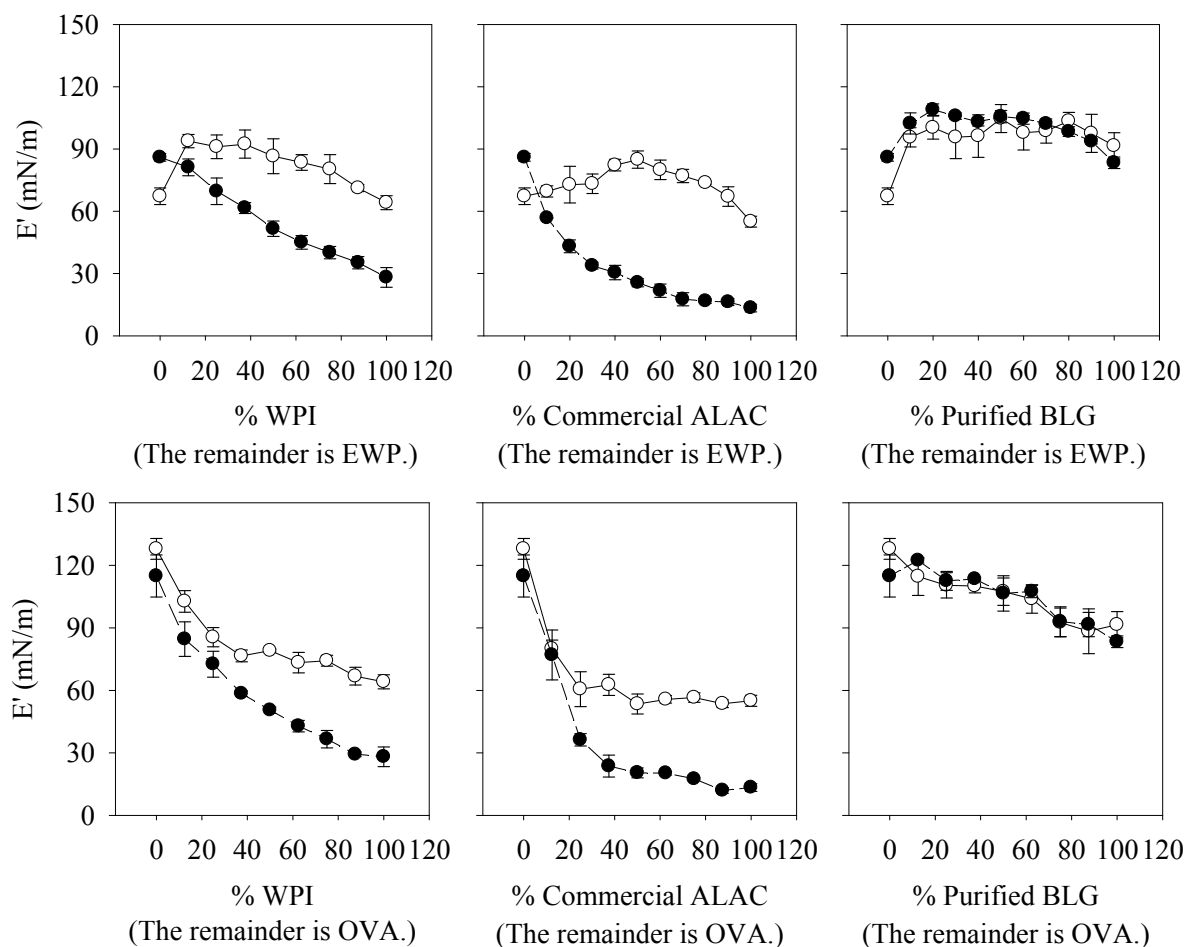 150
120
90
60
30
0
E' (mN/m)
0 20 40 60 80 100 120
0 20 40 60 80 100 120
0 20 40 60 80 100 120
% WPI
(The remainder is EWP.)
% Commercial ALAC
(The remainder is EWP.)
% Purified BLG
(The remainder is EWP.)
150
120
90
60
30
0
E' (mN/m)
0 20 40 60 80 100 120
0 20 40 60 80 100 120
0 20 40 60 80 100 120
% WPI
(The remainder is OVA.)
% Commercial ALAC
(The remainder is OVA.)
% Purified BLG
(The remainder is OVA.)